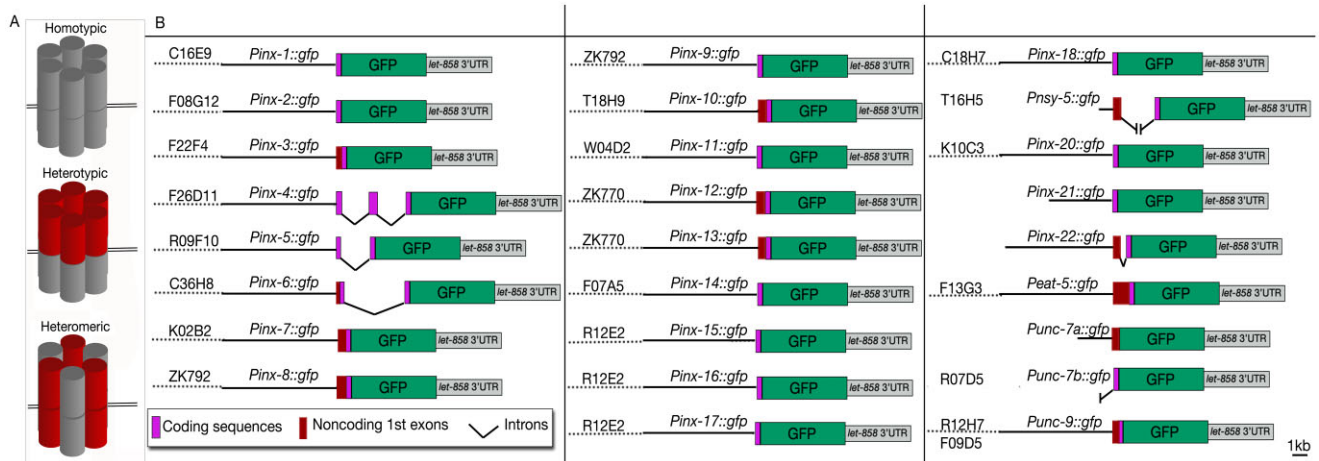 A
Homotypic
Heterotypic
Heteromeric
B
C16E9 Pinx-1::gfp GFP let-858 3'UTR
F08G12 Pinx-2::gfp GFP let-858 3'UTR
F22F4 Pinx-3::gfp GFP let-858 3'UTR
F26D11 Pinx-4::gfp GFP let-858 3'UTR
R09F10 Pinx-5::gfp GFP let-858 3'UTR
C36H8 Pinx-6::gfp GFP let-858 3'UTR
K02B2 Pinx-7::gfp GFP let-858 3'UTR
ZK792 Pinx-8::gfp GFP let-858 3'UTR
Coding sequences Noncoding 1st exons Introns
ZK792 Pinx-9::gfp GFP let-858 3'UTR
T18H9 Pinx-10::gfp GFP let-858 3'UTR
W04D2 Pinx-11::gfp GFP let-858 3'UTR
ZK770 Pinx-12::gfp GFP let-858 3'UTR
ZK770 Pinx-13::gfp GFP let-858 3'UTR
F07A5 Pinx-14::gfp GFP let-858 3'UTR
R12E2 Pinx-15::gfp GFP let-858 3'UTR
R12E2 Pinx-16::gfp GFP let-858 3'UTR
R12E2 Pinx-17::gfp GFP let-858 3'UTR
C18H7 Pinx-18::gfp GFP let-858 3'UTR
T16H5 Pnsy-5::gfp GFP let-858 3'UTR
K10C3 Pinx-20::gfp GFP let-858 3'UTR
Pinx-21::gfp GFP let-858 3'UTR
Pinx-22::gfp GFP let-858 3'UTR
F13G3 Peat-5::gfp GFP let-858 3'UTR
Punc-7a::gfp GFP let-858 3'UTR
R07D5 Punc-7b::gfp GFP let-858 3'UTR
R12H7 Punc-9::gfp GFP let-858 3'UTR
F09D5
1kb